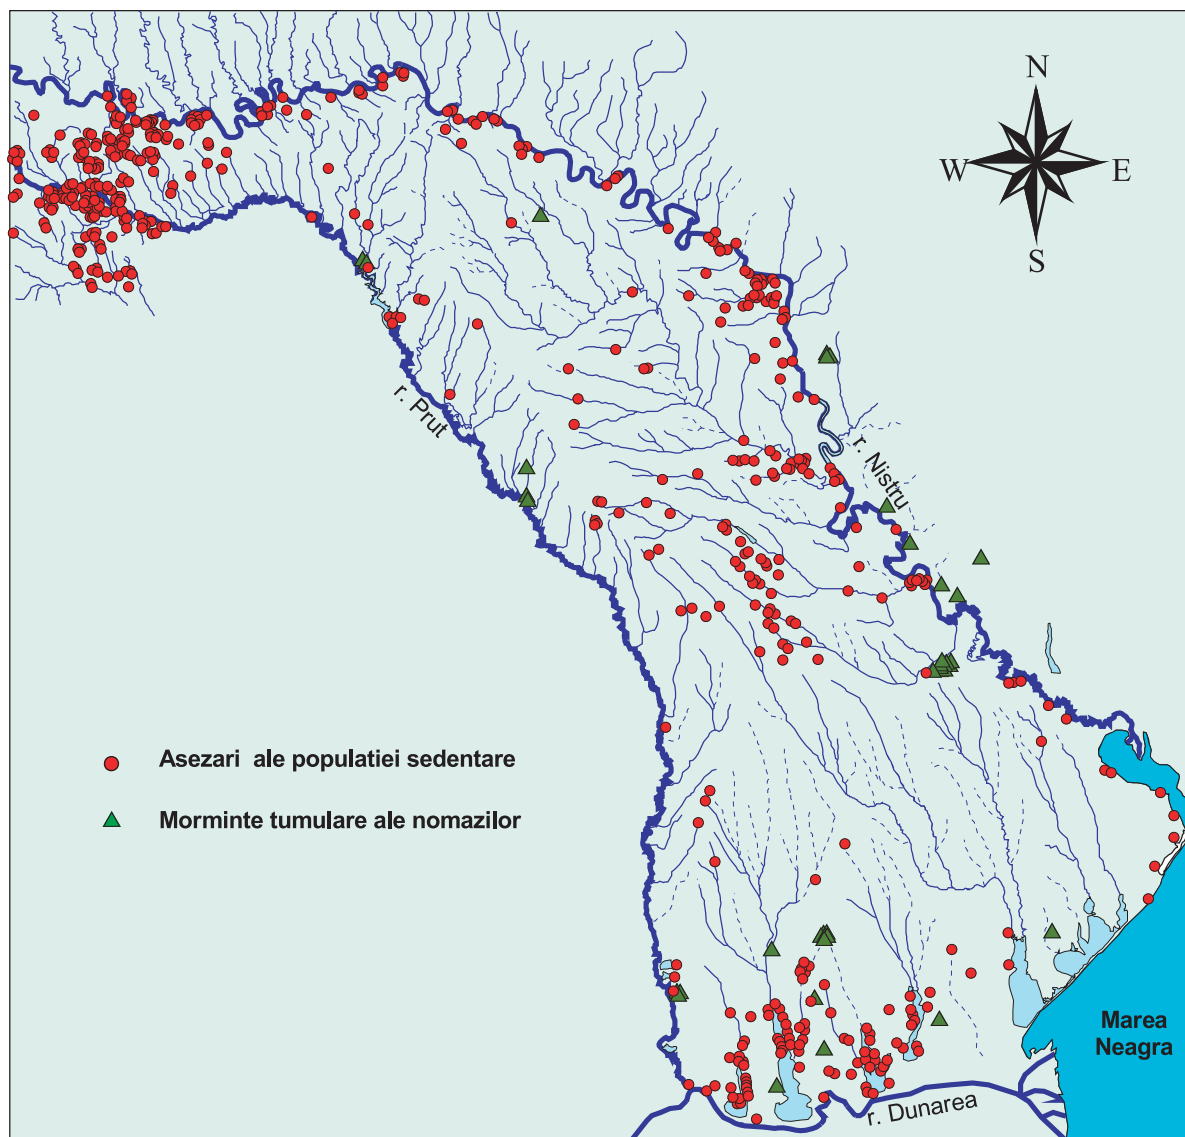 N
W
E
S
r. Prut
r. Nistru
Asezari ale populatiei sedentare
Morminte tumulare ale nomazilor
Marea
Neagra
r. Dunarea